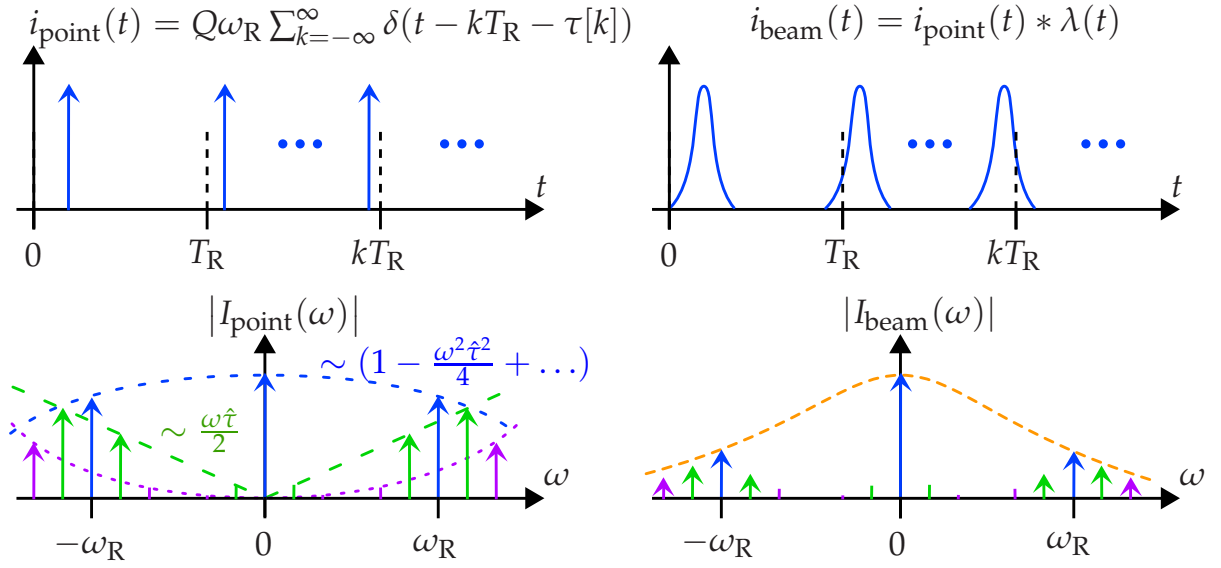 i_point(t) = Qω_R ∑_{k=−∞}^{∞} δ(t − kT_R − τ[k])
i_beam(t) = i_point(t) ∗ λ(t)
t
0 T_R kT_R
t
0 T_R kT_R
|I_point(ω)|
∼ (1 − ω²τ̂²/4 + …)
∼ ωτ̂/2
ω
−ω_R 0 ω_R
|I_beam(ω)|
ω
−ω_R 0 ω_R